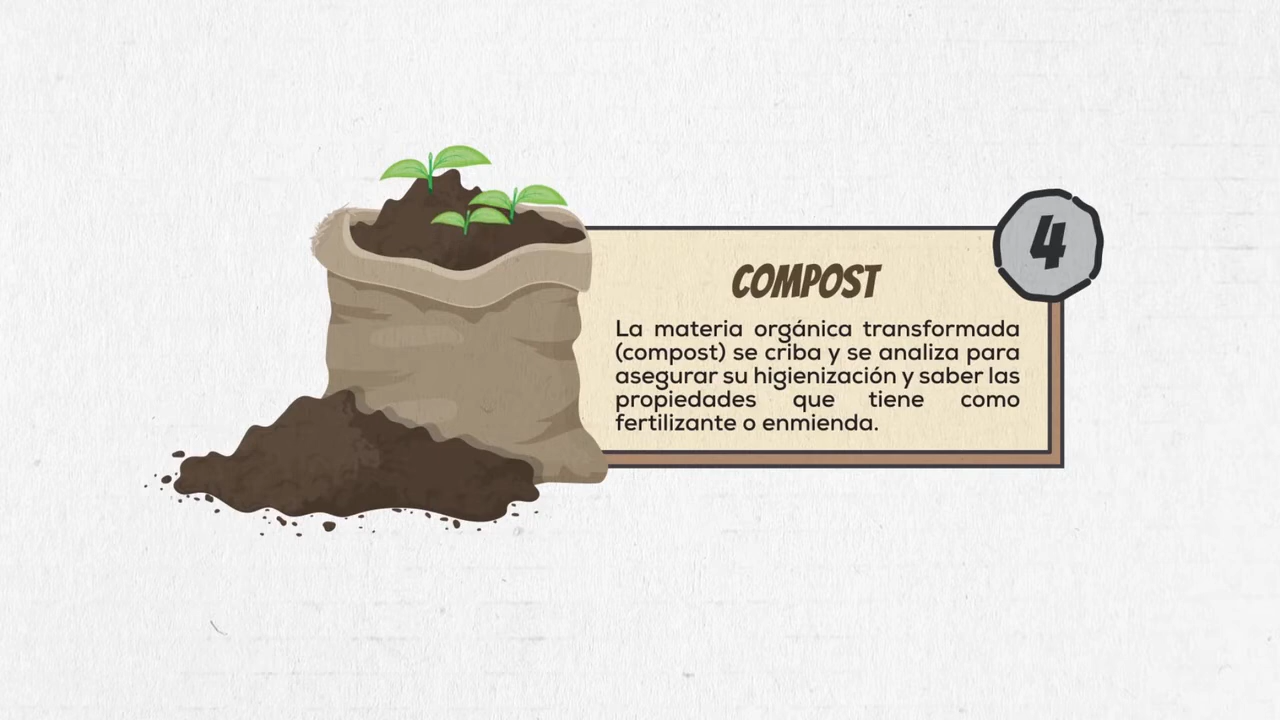 4
COMPOST
La materia orgánica transformada
(compost) se criba y se analiza para
asegurar su higienización y saber las
propiedades que tiene como
fertilizante o enmienda.